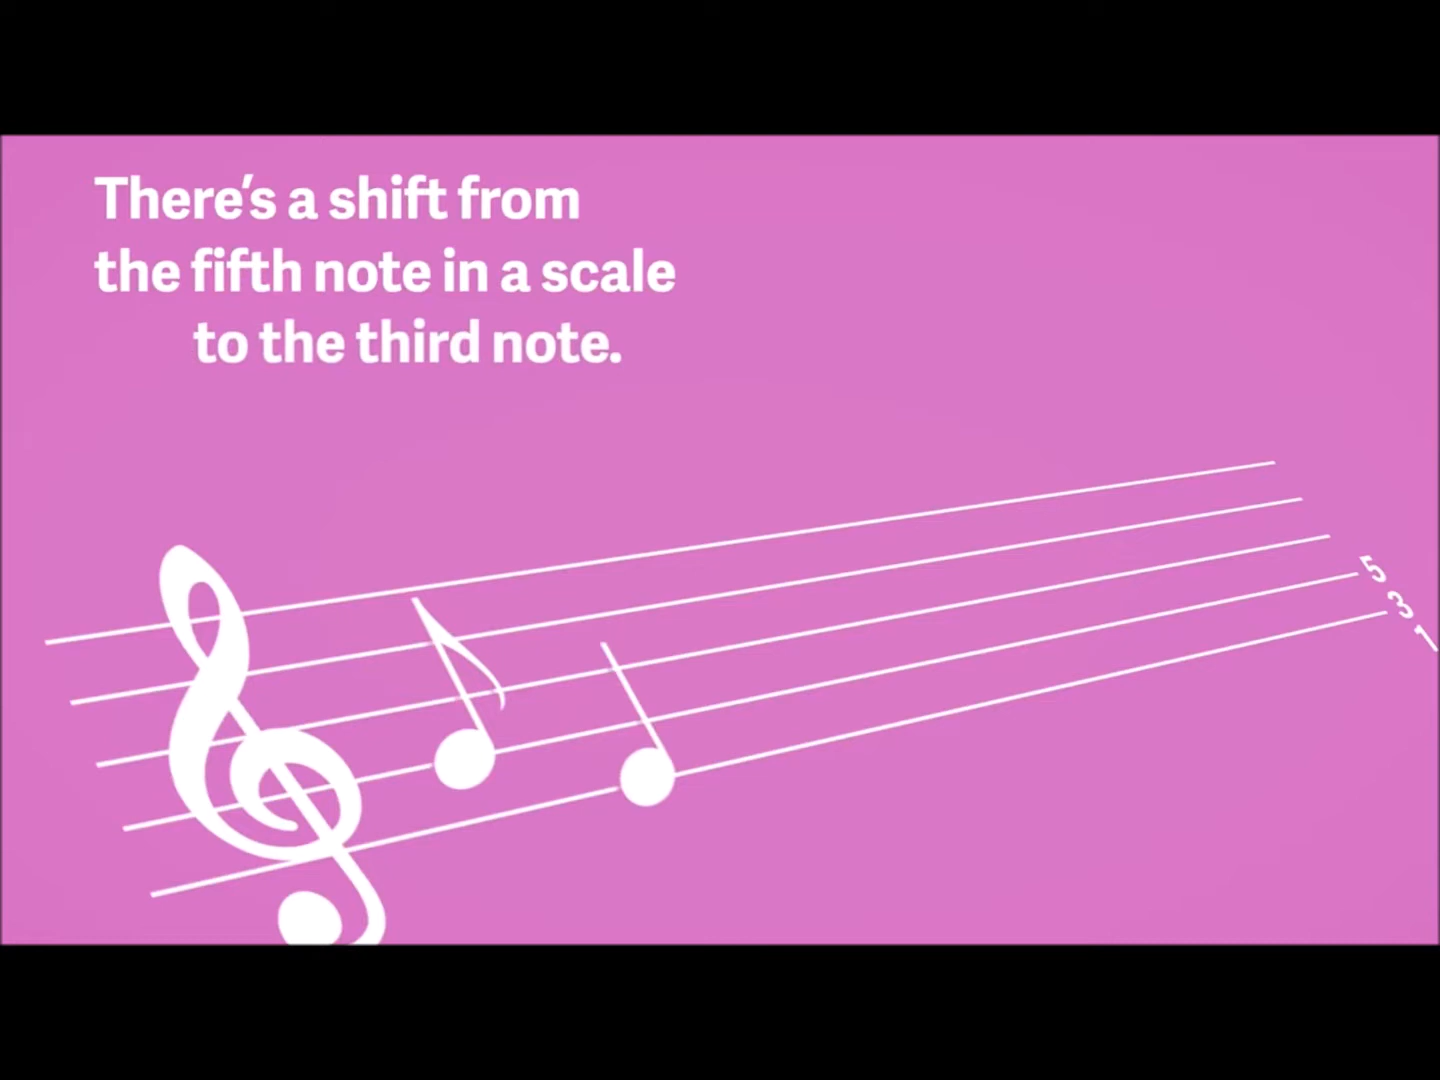 There's a shift from
the fifth note in a scale
to the third note.
5
3
1